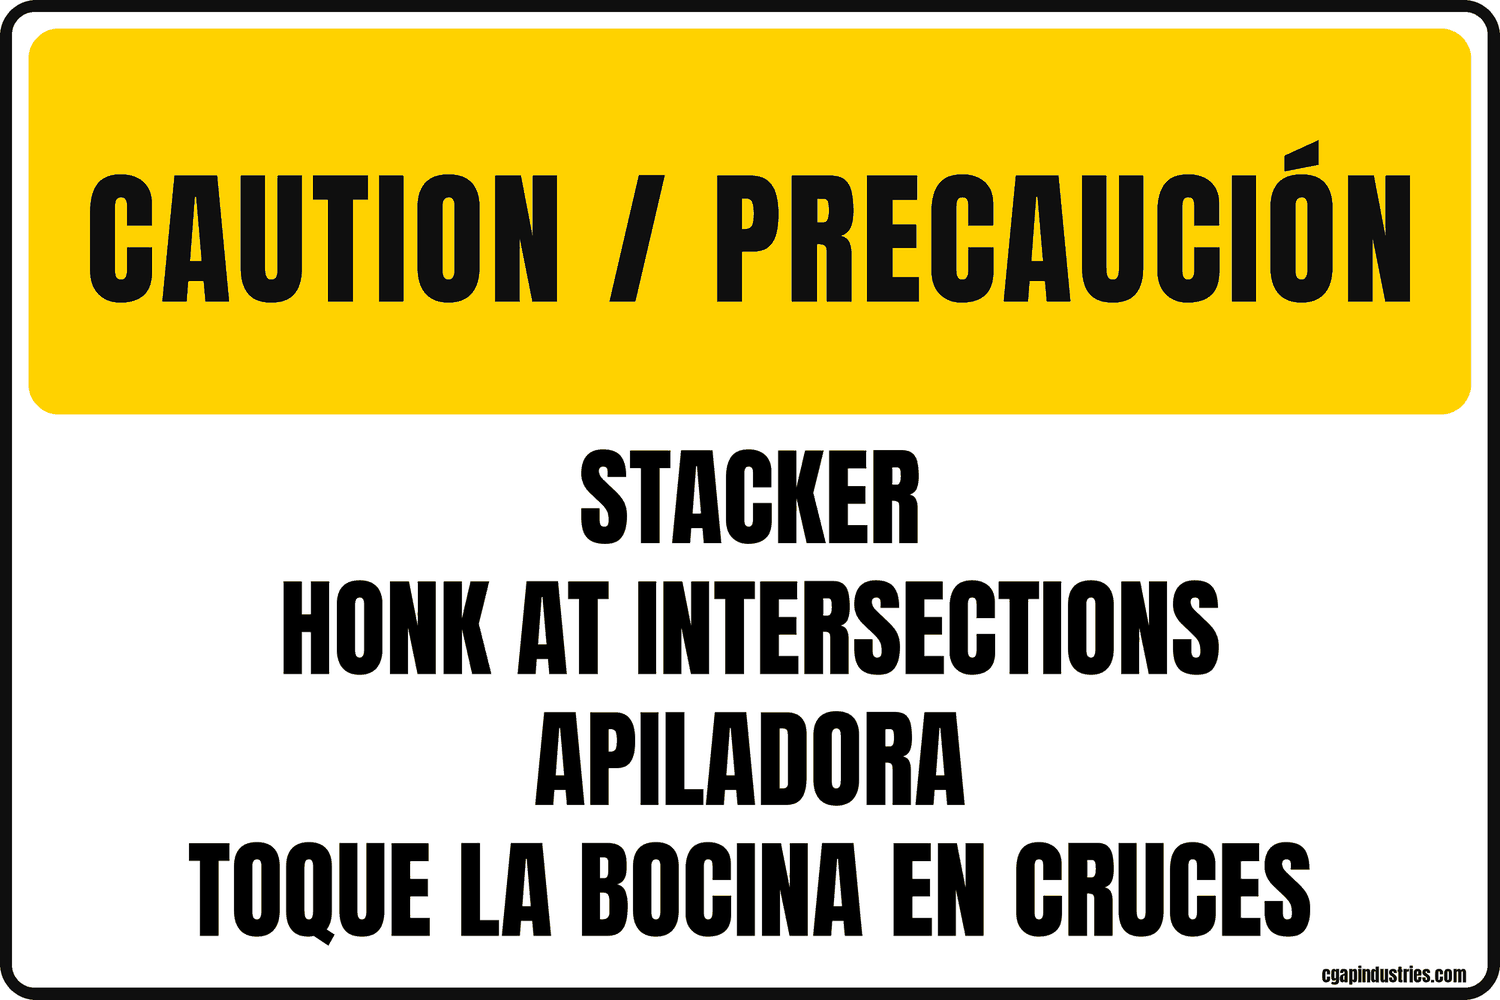 CAUTION / PRECAUCIÓN
STACKER
HONK AT INTERSECTIONS
APILADORA
TOQUE LA BOCINA EN CRUCES
cgapindustries.com